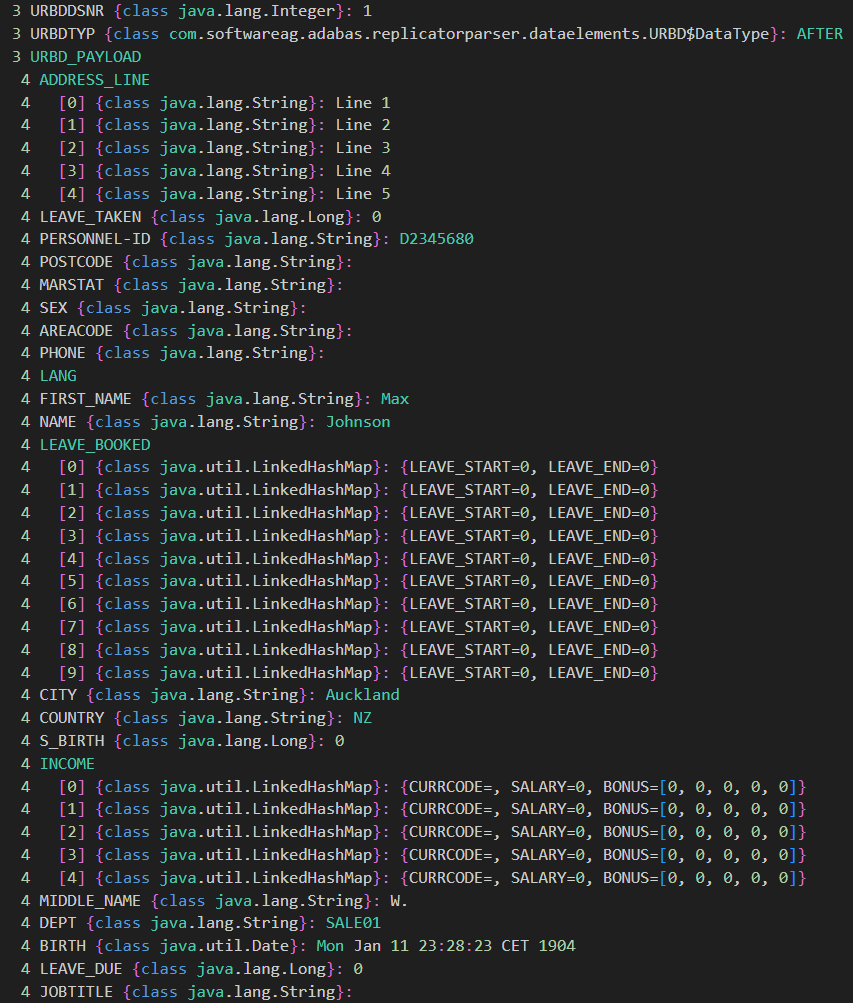 3 URBDDSNR {class java.lang.Integer}: 1
3 URBDTYP {class com.softwareag.adabas.replicatorparser.dataelements.URBD$DataType}: AFTER
3 URBD_PAYLOAD
4 ADDRESS_LINE
4   [0] {class java.lang.String}: Line 1
4   [1] {class java.lang.String}: Line 2
4   [2] {class java.lang.String}: Line 3
4   [3] {class java.lang.String}: Line 4
4   [4] {class java.lang.String}: Line 5
4 LEAVE_TAKEN {class java.lang.Long}: 0
4 PERSONNEL-ID {class java.lang.String}: D2345680
4 POSTCODE {class java.lang.String}:
4 MARSTAT {class java.lang.String}:
4 SEX {class java.lang.String}:
4 AREACODE {class java.lang.String}:
4 PHONE {class java.lang.String}:
4 LANG
4 FIRST_NAME {class java.lang.String}: Max
4 NAME {class java.lang.String}: Johnson
4 LEAVE_BOOKED
4   [0] {class java.util.LinkedHashMap}: {LEAVE_START=0, LEAVE_END=0}
4   [1] {class java.util.LinkedHashMap}: {LEAVE_START=0, LEAVE_END=0}
4   [2] {class java.util.LinkedHashMap}: {LEAVE_START=0, LEAVE_END=0}
4   [3] {class java.util.LinkedHashMap}: {LEAVE_START=0, LEAVE_END=0}
4   [4] {class java.util.LinkedHashMap}: {LEAVE_START=0, LEAVE_END=0}
4   [5] {class java.util.LinkedHashMap}: {LEAVE_START=0, LEAVE_END=0}
4   [6] {class java.util.LinkedHashMap}: {LEAVE_START=0, LEAVE_END=0}
4   [7] {class java.util.LinkedHashMap}: {LEAVE_START=0, LEAVE_END=0}
4   [8] {class java.util.LinkedHashMap}: {LEAVE_START=0, LEAVE_END=0}
4   [9] {class java.util.LinkedHashMap}: {LEAVE_START=0, LEAVE_END=0}
4 CITY {class java.lang.String}: Auckland
4 COUNTRY {class java.lang.String}: NZ
4 S_BIRTH {class java.lang.Long}: 0
4 INCOME
4   [0] {class java.util.LinkedHashMap}: {CURRCODE=, SALARY=0, BONUS=[0, 0, 0, 0, 0]}
4   [1] {class java.util.LinkedHashMap}: {CURRCODE=, SALARY=0, BONUS=[0, 0, 0, 0, 0]}
4   [2] {class java.util.LinkedHashMap}: {CURRCODE=, SALARY=0, BONUS=[0, 0, 0, 0, 0]}
4   [3] {class java.util.LinkedHashMap}: {CURRCODE=, SALARY=0, BONUS=[0, 0, 0, 0, 0]}
4   [4] {class java.util.LinkedHashMap}: {CURRCODE=, SALARY=0, BONUS=[0, 0, 0, 0, 0]}
4 MIDDLE_NAME {class java.lang.String}: W.
4 DEPT {class java.lang.String}: SALE01
4 BIRTH {class java.util.Date}: Mon Jan 11 23:28:23 CET 1904
4 LEAVE_DUE {class java.lang.Long}: 0
4 JOBTITLE {class java.lang.String}: